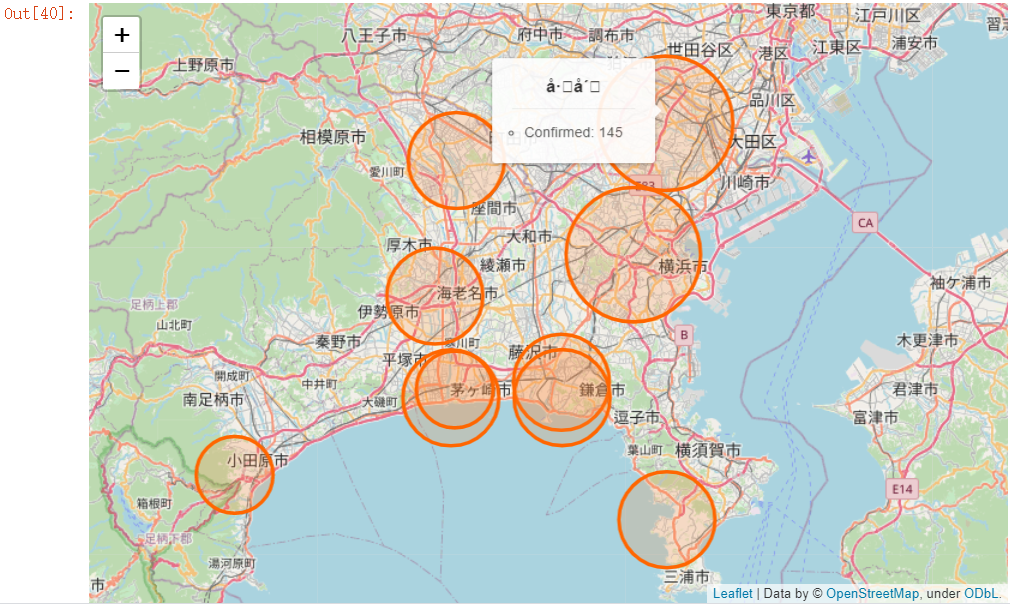 Out[40]:
+
−
八王子市
府中市
調布市
東京都
江戸川区
習志
世田谷区
港区
江東区
浦安市
上野原市
å·□å´□
Confirmed: 145
品川区
相模原市
大田区
愛川町
川崎市
座間市
CA
厚木市
大和市
綾瀬市
横浜市
袖ケ浦市
海老名市
足柄上郡
伊勢原市
山北町
秦野市
寒川町
藤沢市
B
木更津市
平塚市
開成町
中井町
茅ヶ崎市
鎌倉市
君津市
南足柄市
大磯町
逗子市
富津市
小田原市
葉山町
横須賀市
E14
箱根町
足柄下郡
湯河原町
三浦市
市
Leaflet | Data by © OpenStreetMap, under ODbL.